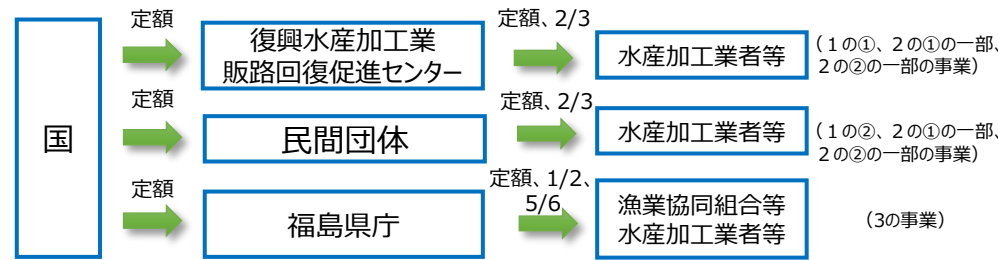 国
定額
復興水産加工業
販路回復促進センター
定額、2/3
水産加工業者等
（１の①、２の①の一部、
２の②の一部の事業）
定額
民間団体
定額、2/3
水産加工業者等
（１の②、２の①の一部、
２の②の一部の事業）
定額
福島県庁
定額、1/2、
5/6
漁業協同組合等
水産加工業者等
（3の事業）